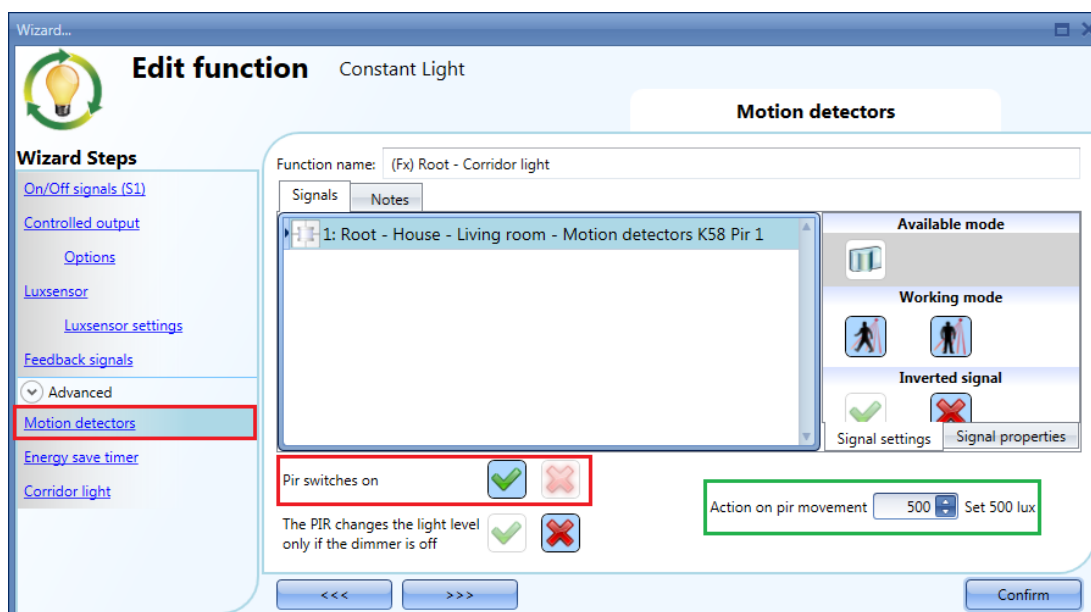 Wizard...
Edit function Constant Light
Motion detectors
Wizard Steps
On/Off signals (S1)
Controlled output
Options
Luxsensor
Luxsensor settings
Feedback signals
Advanced
Motion detectors
Energy save timer
Corridor light
Function name: (Fx) Root - Corridor light
Signals Notes
1: Root - House - Living room - Motion detectors K58 Pir 1
Available mode
Working mode
Inverted signal
Signal settings Signal properties
Pir switches on
The PIR changes the light level
only if the dimmer is off
Action on pir movement 500 Set 500 lux
<<< >>> Confirm